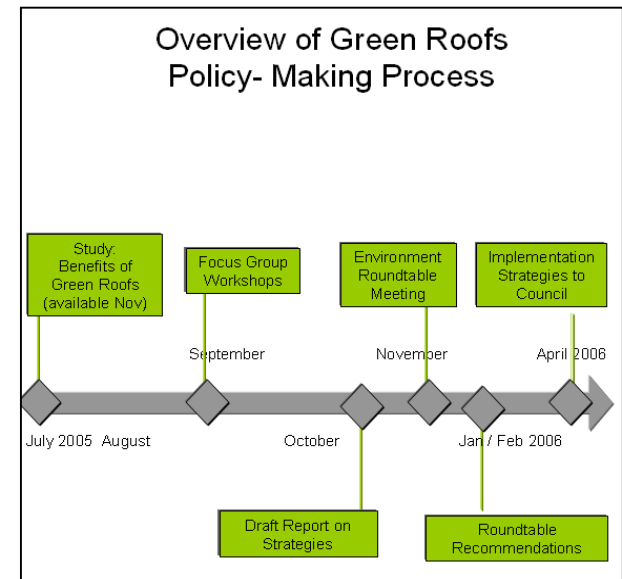 Overview of Green Roofs
Policy- Making Process
Study:
Benefits of
Green Roofs
(available Nov)
Focus Group
Workshops
Environment
Roundtable
Meeting
Implementation
Strategies to
Council
September
November
April 2006
July 2005 August
October
Jan / Feb 2006
Draft Report on
Strategies
Roundtable
Recommendations